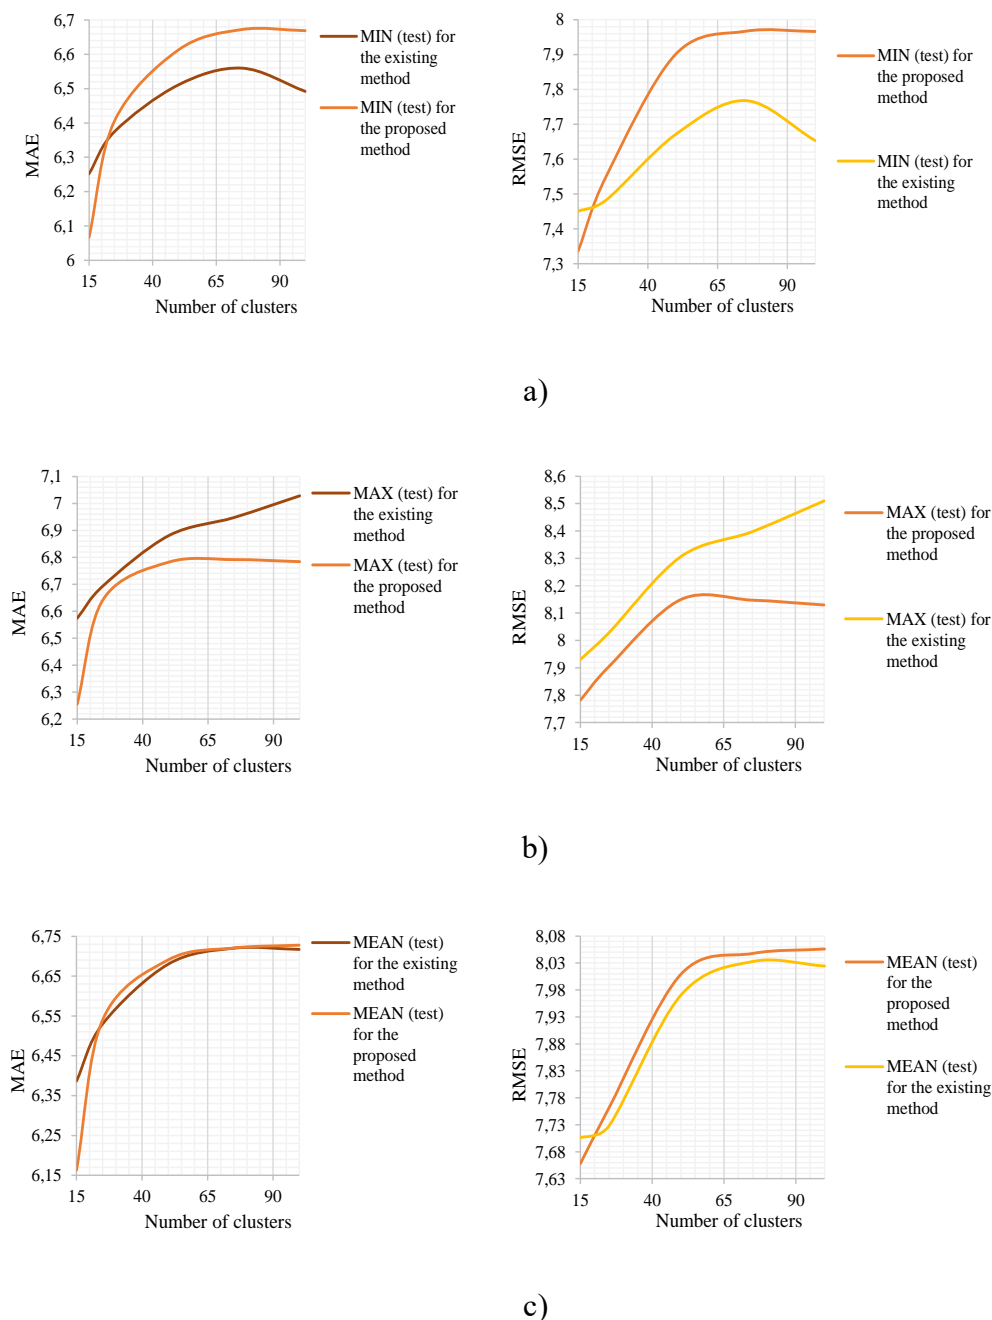 6,7
6,6
6,5
6,4
6,3
6,2
6,1
6
MAE
15 40 65 90
Number of clusters
MIN (test) for
the existing
method
MIN (test) for
the proposed
method
8
7,9
7,8
7,7
7,6
7,5
7,4
7,3
RMSE
15 40 65 90
Number of clusters
MIN (test) for
the proposed
method
MIN (test) for
the existing
method
a)
7,1
7
6,9
6,8
6,7
6,6
6,5
6,4
6,3
6,2
MAE
15 40 65 90
Number of clusters
MAX (test) for
the existing
method
MAX (test) for
the proposed
method
8,6
8,5
8,4
8,3
8,2
8,1
8
7,9
7,8
7,7
RMSE
15 40 65 90
Number of clusters
MAX (test) for
the proposed
method
MAX (test) for
the existing
method
b)
6,75
6,65
6,55
6,45
6,35
6,25
6,15
MAE
15 40 65 90
Number of clusters
MEAN (test)
for the existing
method
MEAN (test)
for the
proposed
method
8,08
8,03
7,98
7,93
7,88
7,83
7,78
7,73
7,68
7,63
RMSE
15 40 65 90
Number of clusters
MEAN (test)
for the
proposed
method
MEAN (test)
for the existing
method
c)